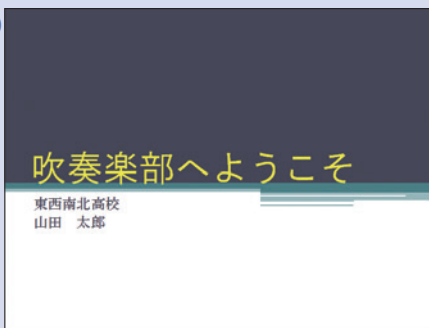 吹奏楽部へようこそ
東西南北高校
山田　太郎